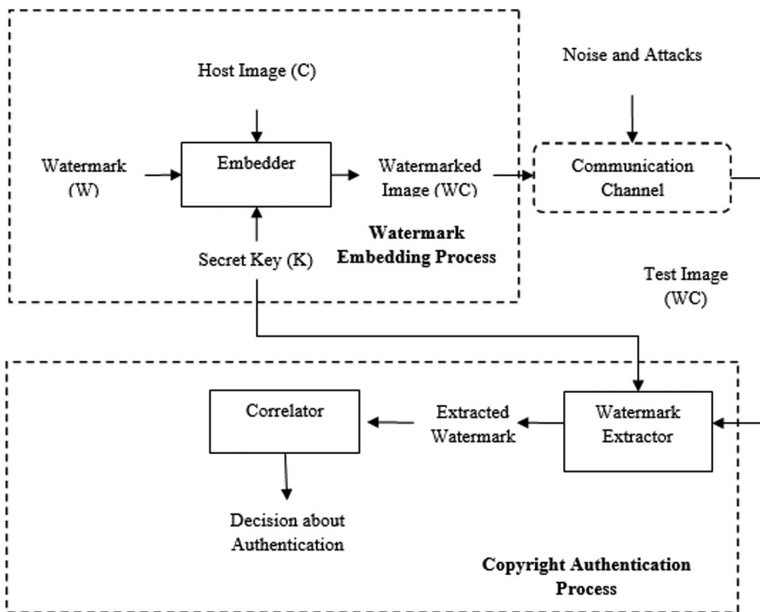 Host Image (C)
Noise and Attacks
Watermark
(W)
Embedder
Watermarked
Image (WC)
Communication
Channel
Watermark
Embedding Process
Secret Key (K)
Test Image
(WC)
Correlator
Extracted
Watermark
Watermark
Extractor
Decision about
Authentication
Copyright Authentication
Process